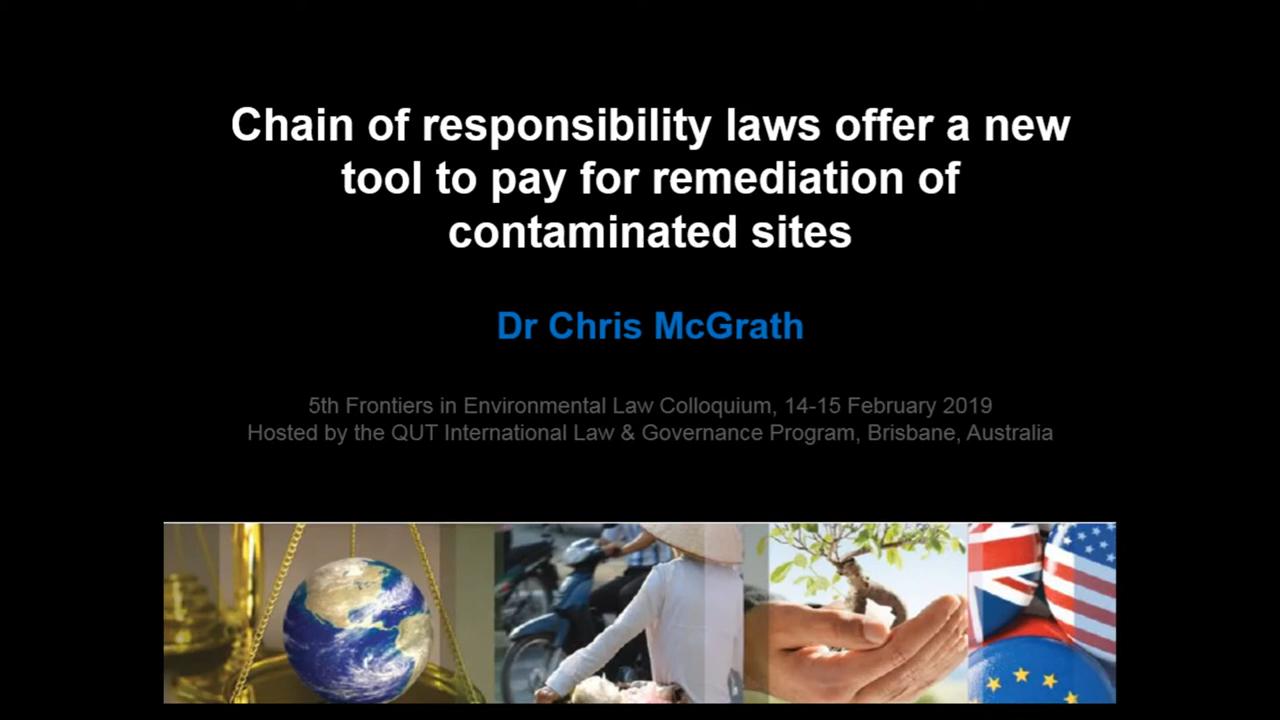 Chain of responsibility laws offer a new
tool to pay for remediation of
contaminated sites
Dr Chris McGrath
5th Frontiers in Environmental Law Colloquium, 14-15 February 2019
Hosted by the QUT International Law & Governance Program, Brisbane, Australia